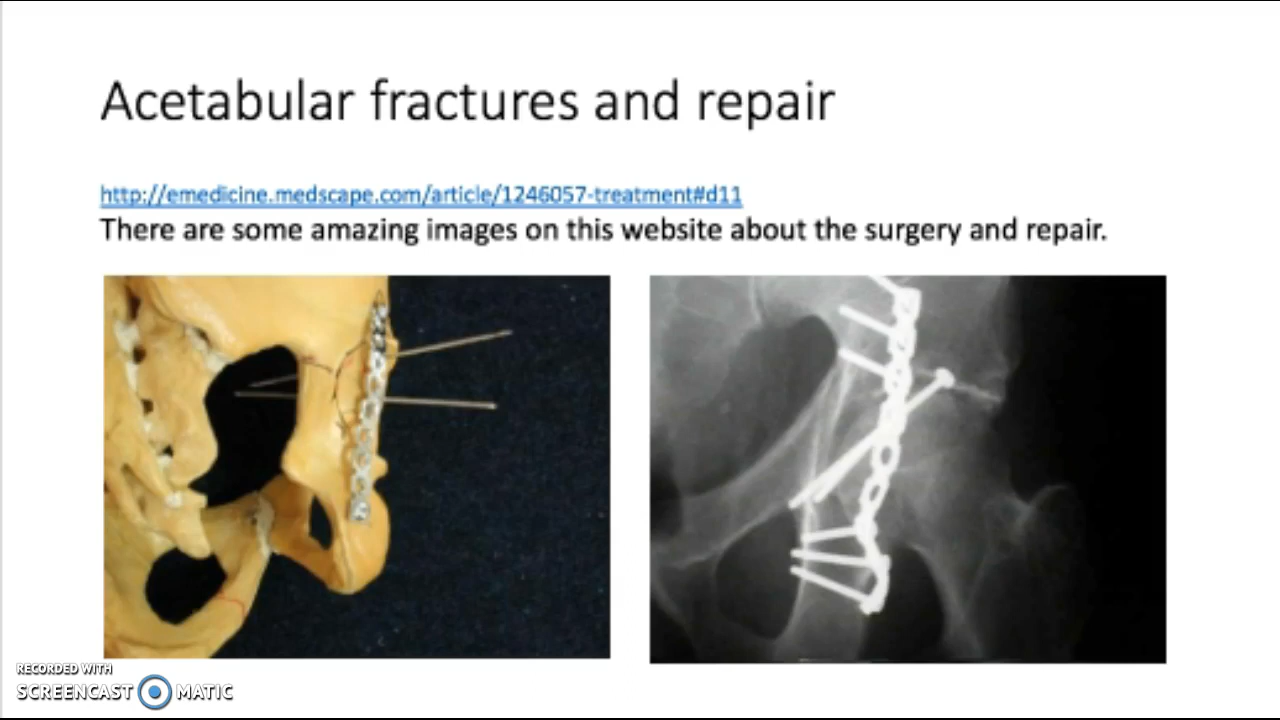 Acetabular fractures and repair
http://emedicine.medscape.com/article/1246057-treatment#d11
There are some amazing images on this website about the surgery and repair.
RECORDED WITH
SCREENCAST MATIC